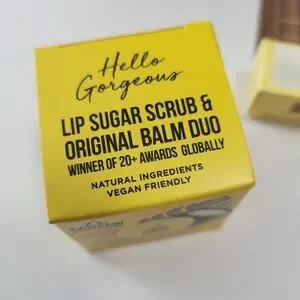 Hello
Gorgeous
LIP SUGAR SCRUB &
ORIGINAL BALM DUO
WINNER OF 20+ AWARDS GLOBALLY
NATURAL INGREDIENTS
VEGAN FRIENDLY